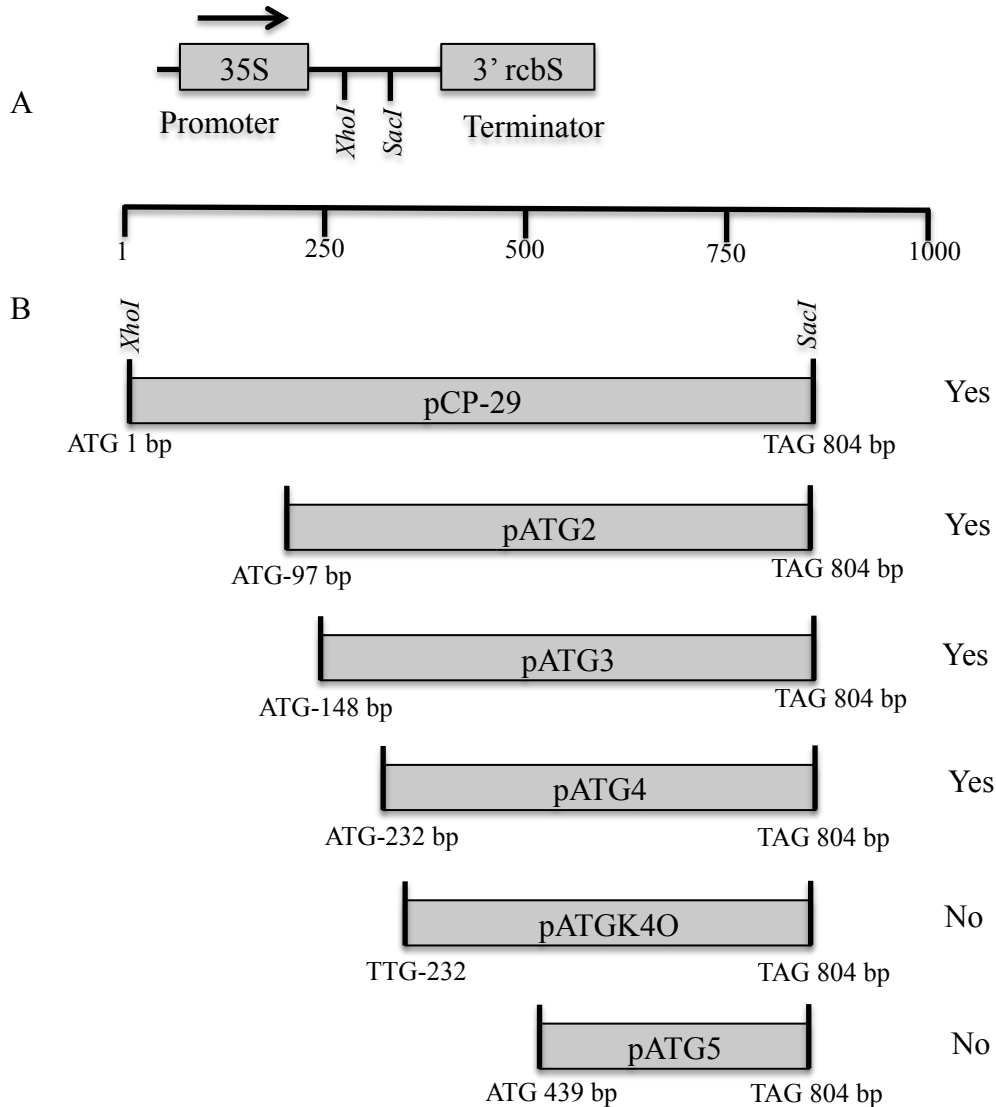 A
35S
3' rcbS
Promoter
XhoI
SacI
Terminator
1
250
500
750
1000
B
XhoI
SacI
pCP-29
Yes
ATG 1 bp
TAG 804 bp
pATG2
Yes
ATG-97 bp
TAG 804 bp
pATG3
Yes
ATG-148 bp
TAG 804 bp
pATG4
Yes
ATG-232 bp
TAG 804 bp
pATGK4O
No
TTG-232
TAG 804 bp
pATG5
No
ATG 439 bp
TAG 804 bp